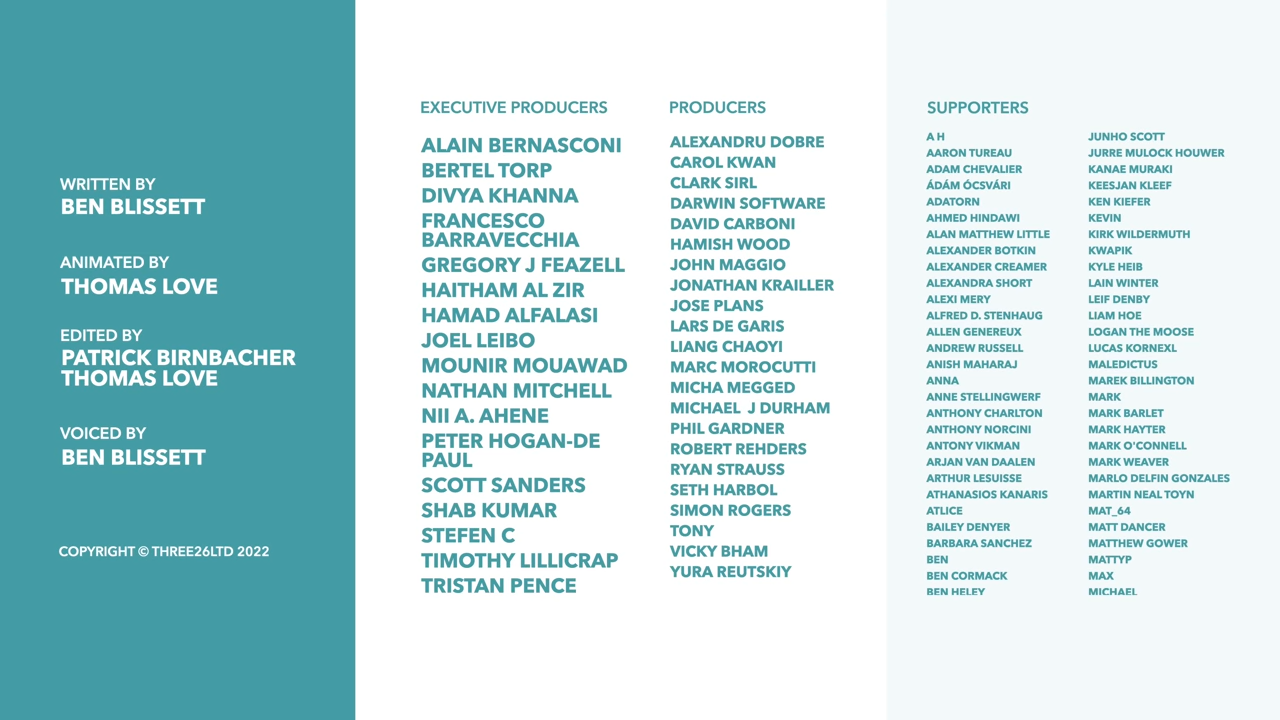 WRITTEN BY
BEN BLISSETT
ANIMATED BY
THOMAS LOVE
EDITED BY
PATRICK BIRNBACHER
THOMAS LOVE
VOICED BY
BEN BLISSETT
COPYRIGHT © THREE26LTD 2022
EXECUTIVE PRODUCERS
ALAIN BERNASCONI
BERTEL TORP
DIVYA KHANNA
FRANCESCO
BARRAVECCHIA
GREGORY J FEAZELL
HAITHAM AL ZIR
HAMAD ALFALASI
JOEL LEIBO
MOUNIR MOUAWAD
NATHAN MITCHELL
NII A. AHENE
PETER HOGAN-DE
PAUL
SCOTT SANDERS
SHAB KUMAR
STEFEN C
TIMOTHY LILLICRAP
TRISTAN PENCE
PRODUCERS
ALEXANDRU DOBRE
CAROL KWAN
CLARK SIRL
DARWIN SOFTWARE
DAVID CARBONI
HAMISH WOOD
JOHN MAGGIO
JONATHAN KRAILLER
JOSE PLANS
LARS DE GARIS
LIANG CHAOYI
MARC MOROCUTTI
MICHA MEGGED
MICHAEL  J DURHAM
PHIL GARDNER
ROBERT REHDERS
RYAN STRAUSS
SETH HARBOL
SIMON ROGERS
TONY
VICKY BHAM
YURA REUTSKIY
SUPPORTERS
A H
AARON TUREAU
ADAM CHEVALIER
ÁDÁM ÓCSVÁRI
ADATORN
AHMED HINDAWI
ALAN MATTHEW LITTLE
ALEXANDER BOTKIN
ALEXANDER CREAMER
ALEXANDRA SHORT
ALEXI MERY
ALFRED D. STENHAUG
ALLEN GENEREUX
ANDREW RUSSELL
ANISH MAHARAJ
ANNA
ANNE STELLINGWERF
ANTHONY CHARLTON
ANTHONY NORCINI
ANTONY VIKMAN
ARJAN VAN DAALEN
ARTHUR LESUISSE
ATHANASIOS KANARIS
ATLICE
BAILEY DENYER
BARBARA SANCHEZ
BEN
BEN CORMACK
BEN HELEY
JUNHO SCOTT
JURRE MULOCK HOUWER
KANAE MURAKI
KEESJAN KLEEF
KEN KIEFER
KEVIN
KIRK WILDERMUTH
KWAPIK
KYLE HEIB
LAIN WINTER
LEIF DENBY
LIAM HOE
LOGAN THE MOOSE
LUCAS KORNEXL
MALEDICTUS
MAREK BILLINGTON
MARK
MARK BARLET
MARK HAYTER
MARK O'CONNELL
MARK WEAVER
MARLO DELFIN GONZALES
MARTIN NEAL TOYN
MAT_64
MATT DANCER
MATTHEW GOWER
MATTYP
MAX
MICHAEL